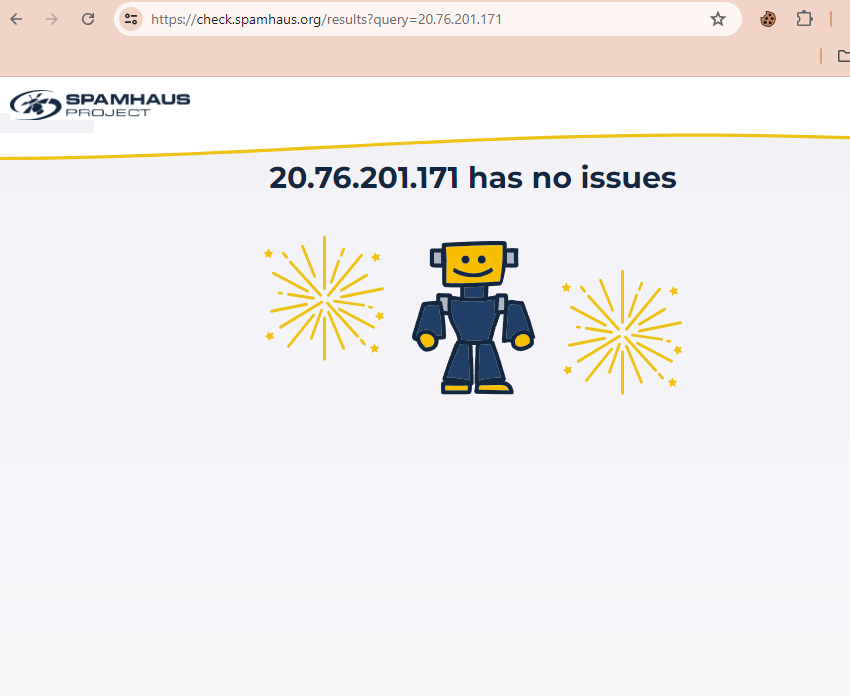 https://check.spamhaus.org/results?query=20.76.201.171
SPAMHAUS
PROJECT
20.76.201.171 has no issues